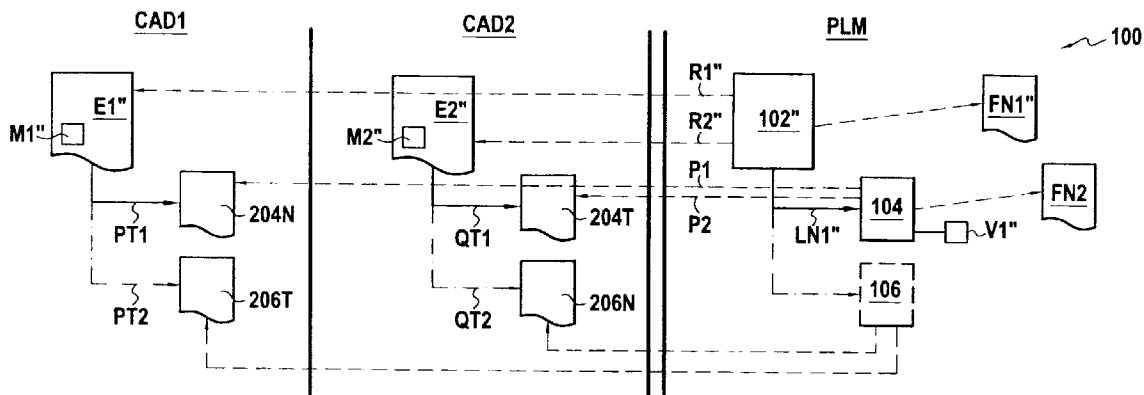 CAD1
CAD2
PLM
100
R1"
E1"
E2"
102"
FN1"
M1"
M2"
R2"
P1
204N
204T
104
FN2
PT1
QT1
P2
LN1"
V1"
206T
206N
106
PT2
QT2